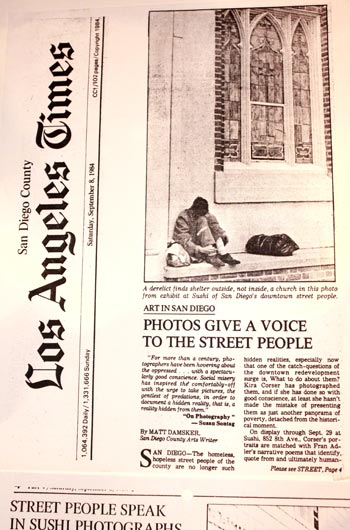 San Diego County
Los Angeles Times
1,064,392 Daily / 1,331,666 Sunday
Saturday, September 8, 1984
CC†/102 pages/Copyright 1984,
A derelict finds shelter outside, not inside, a church in this photo
from exhibit at Sushi of San Diego's downtown street people.
ART IN SAN DIEGO
PHOTOS GIVE A VOICE
TO THE STREET PEOPLE
"For more than a century, pho-
tographers have been hovering about
the oppressed . . . with a spectacu-
larly good conscience. Social misery
has inspired the comfortably-off
with the urge to take pictures, the
gentlest of predations, in order to
document a hidden reality, that is, a
reality hidden from them."
"On Photography"
— Susan Sontag
By MATT DAMSKER,
San Diego County Arts Writer
SAN DIEGO—The homeless,
hopeless street people of the
county are no longer such
hidden realities, especially now
that one of the catch-questions of
the downtown redevelopment
surge is, What to do about them?
Kira Corser has photographed
them, and if she has done so with
good conscience, at least she hasn't
made the mistake of presenting
them as just another panorama of
poverty, detached from the histori-
cal moment.
On display through Sept. 29 at
Sushi, 852 8th Ave., Corser's por-
traits are matched with Fran Ad-
ler's narrative poems that identify,
quote from and ultimately human-
Please see STREET, Page 4
STREET PEOPLE SPEAK
IN SUSHI PHOTOGRAPHS